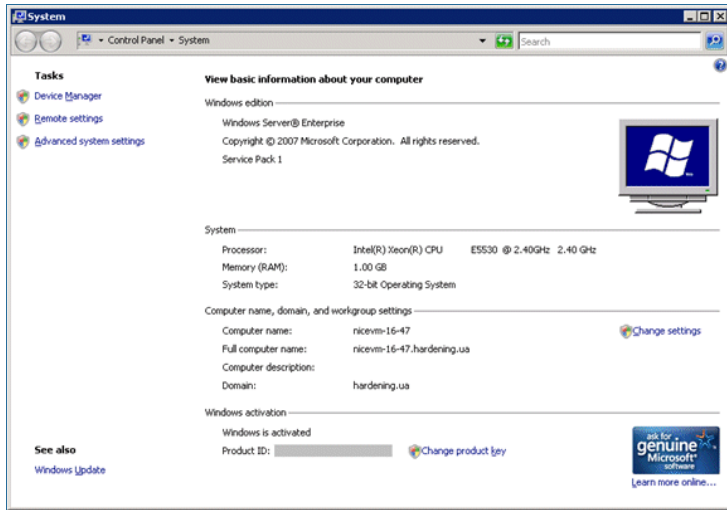 System
Control Panel System Search
Tasks
Device Manager
Remote settings
Advanced system settings
View basic information about your computer
Windows edition
Windows Server® Enterprise
Copyright © 2007 Microsoft Corporation. All rights reserved.
Service Pack 1
System
Processor: Intel(R) Xeon(R) CPU E5530 @ 2.40GHz 2.40 GHz
Memory (RAM): 1.00 GB
System type: 32-bit Operating System
Computer name, domain, and workgroup settings
Computer name: nicevm-16-47 Change settings
Full computer name: nicevm-16-47.hardening.ua
Computer description:
Domain: hardening.ua
Windows activation
Windows is activated
Product ID: Change product key
ask for
genuine
Microsoft®
software
Learn more online...
See also
Windows Update